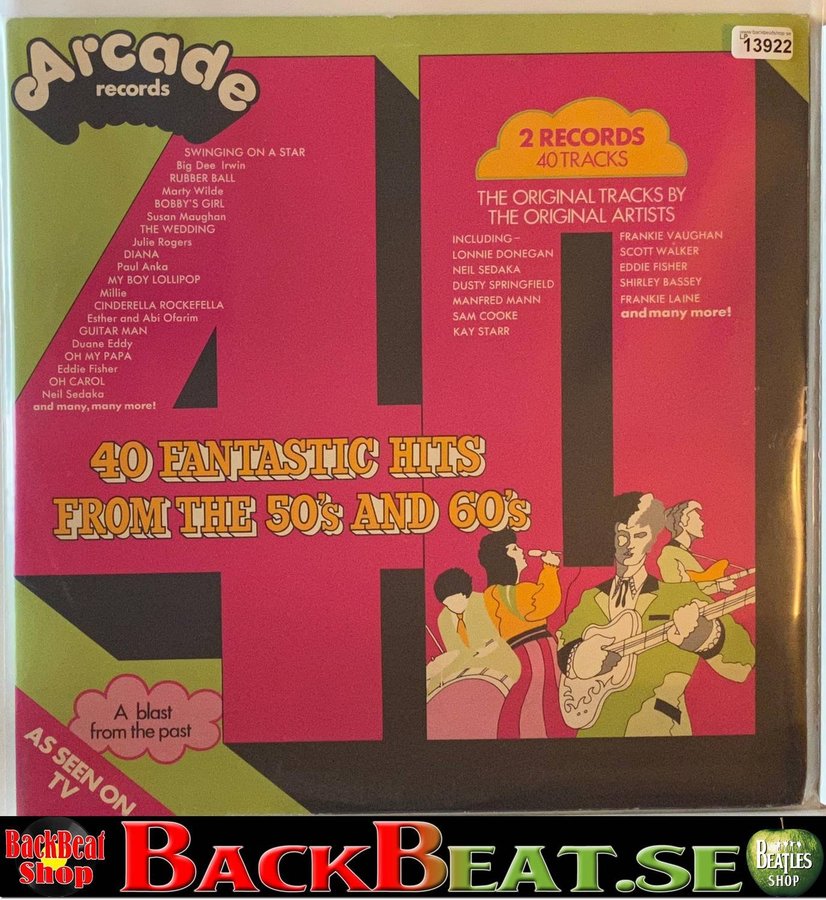 Arcade
records
www.backbeatshop.se
LP
13922
SWINGING ON A STAR
Big Dee Irwin
RUBBER BALL
Marty Wilde
BOBBY'S GIRL
Susan Maughan
THE WEDDING
Julie Rogers
DIANA
Paul Anka
MY BOY LOLLIPOP
Millie
CINDERELLA ROCKEFELLA
Esther and Abi Ofarim
GUITAR MAN
Duane Eddy
OH MY PAPA
Eddie Fisher
OH CAROL
Neil Sedaka
and many, many more!
40
2 RECORDS
40 TRACKS
THE ORIGINAL TRACKS BY
THE ORIGINAL ARTISTS
INCLUDING–
LONNIE DONEGAN
NEIL SEDAKA
DUSTY SPRINGFIELD
MANFRED MANN
SAM COOKE
KAY STARR
FRANKIE VAUGHAN
SCOTT WALKER
EDDIE FISHER
SHIRLEY BASSEY
FRANKIE LAINE
and many more!
40 FANTASTIC HITS
FROM THE 50's AND 60's
A blast
from the past
AS SEEN ON
TV
BackBeat
Shop
BACKBEAT.SE
BEATLES
SHOP